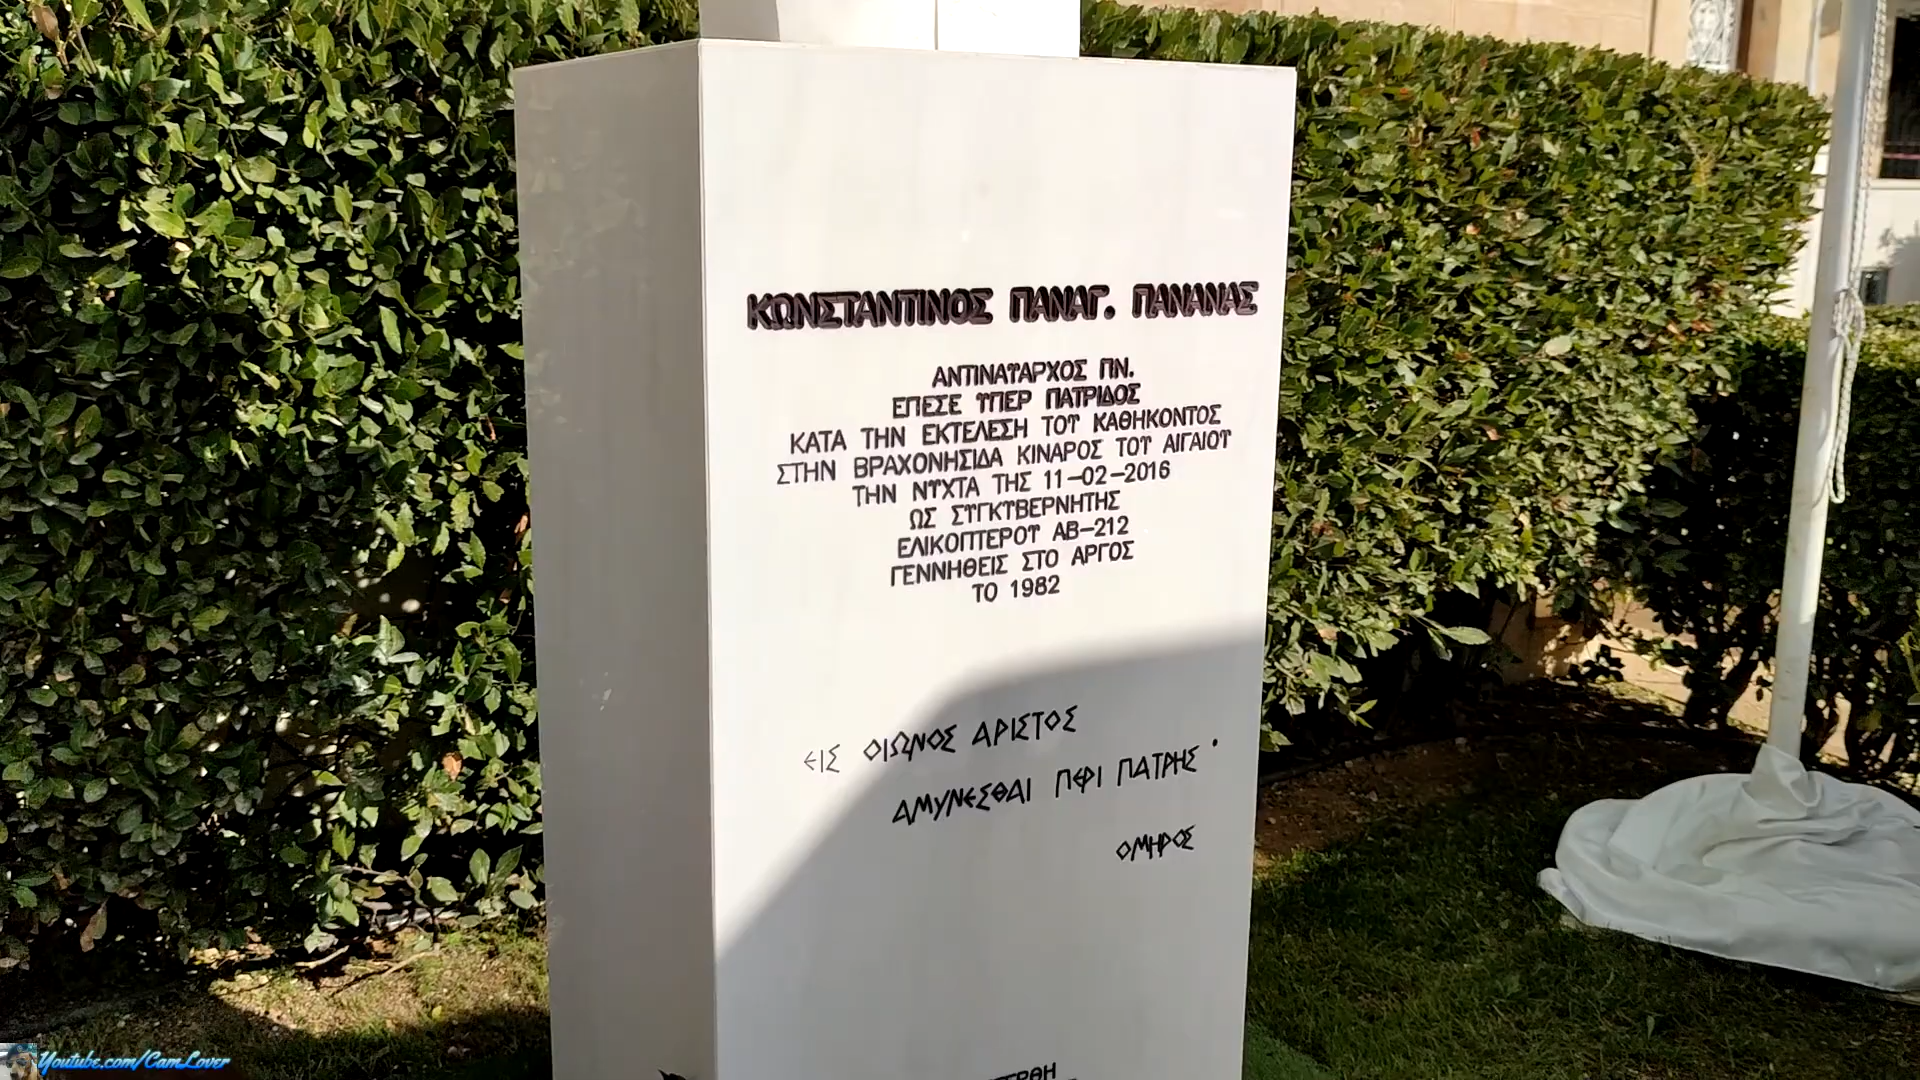 ΚΩΝΣΤΑΝΤΙΝΟΣ ΠΑΝΑΓ. ΠΑΝΑΝΑΣ
ΑΝΤΙΝΑΥΑΡΧΟΣ ΠΝ.
ΕΠΕΣΕ ΥΠΕΡ ΠΑΤΡΙΔΟΣ
ΚΑΤΑ ΤΗΝ ΕΚΤΕΛΕΣΗ ΤΟΥ ΚΑΘΗΚΟΝΤΟΣ
ΣΤΗΝ ΒΡΑΧΟΝΗΣΙΔΑ ΚΙΝΑΡΟΣ ΤΟΥ ΑΙΓΑΙΟΥ
ΤΗΝ ΝΥΧΤΑ ΤΗΣ 11-02-2016
ΩΣ ΣΥΓΚΥΒΕΡΝΗΤΗΣ
ΕΛΙΚΟΠΤΕΡΟΥ ΑΒ-212
ΓΕΝΝΗΘΕΙΣ ΣΤΟ ΑΡΓΟΣ
ΤΟ 1982
ΕΙΣ ΟΙΩΝΟΣ ΑΡΙΣΤΟΣ
ΑΜΥΝΕΣΘΑΙ ΠΕΡΙ ΠΑΤΡΗΣ ·
ΟΜΗΡΟΣ
Youtube.com/CamLover